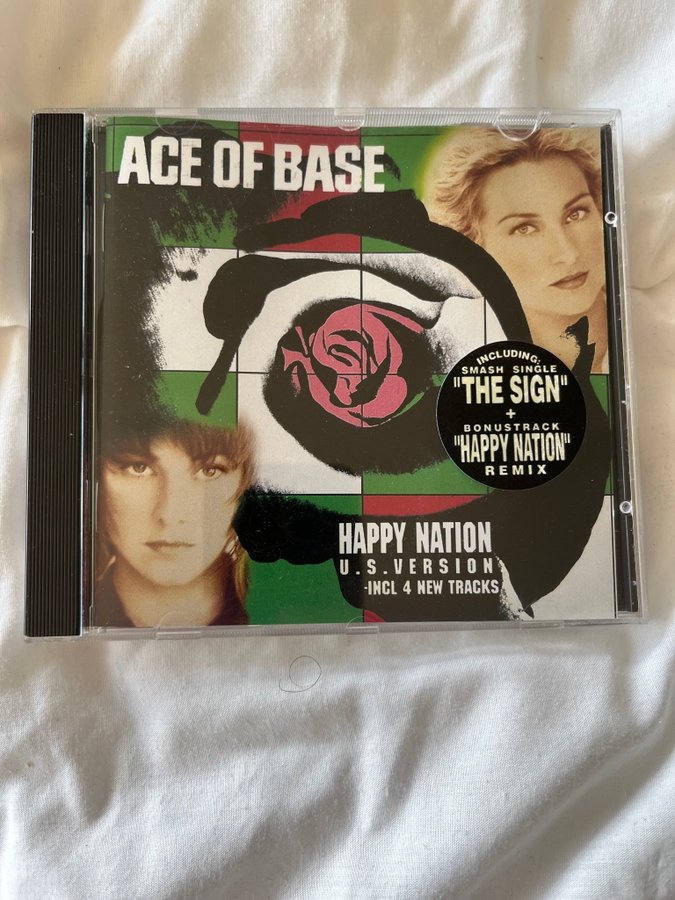 ACE OF BASE
INCLUDING:
SMASH SINGLE
"THE SIGN"
+
BONUSTRACK
"HAPPY NATION"
REMIX
HAPPY NATION
U.S.VERSION
-INCL 4 NEW TRACKS